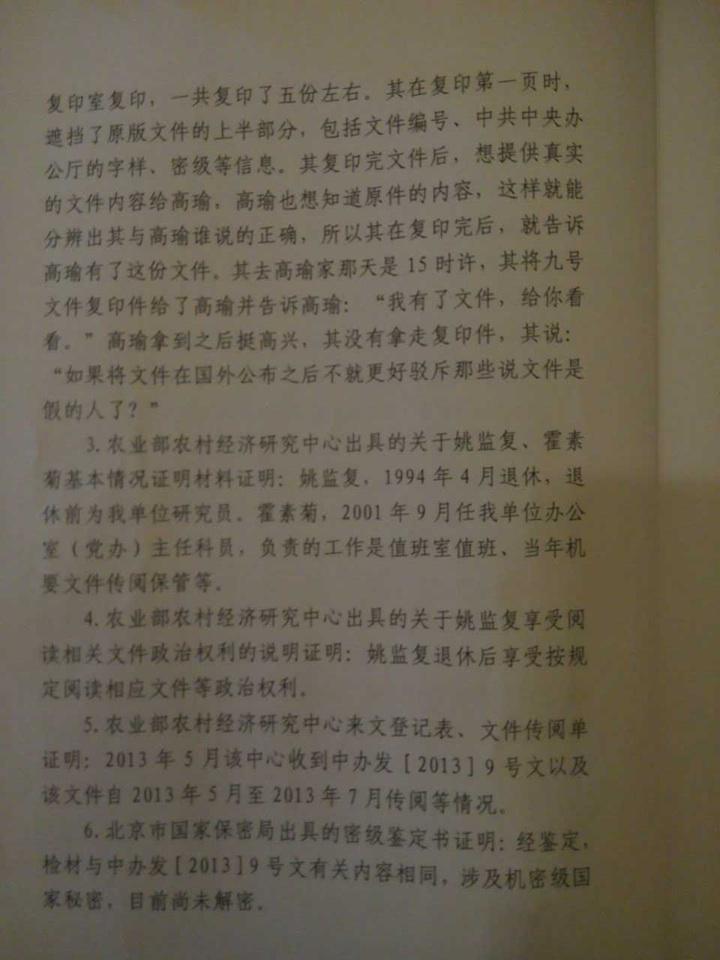 复印室复印，一共复印了五份左右。其在复印第一页时，
遮挡了原版文件的上半部分，包括文件编号、中共中央办
公厅的字样、密级等信息。其复印完文件后，想提供真实
的文件内容给高瑜，高瑜也想知道原件的内容，这样就能
分辨出其与高瑜谁说的正确，所以其在复印完后，就告诉
高瑜有了这份文件。其去高瑜家那天是 15 时许，其将九号
文件复印件给了高瑜并告诉高瑜：“我有了文件，给你看
看。”高瑜拿到之后挺高兴，其没有拿走复印件，其说：
“如果将文件在国外公布之后不就更好驳斥那些说文件是
假的人了？”
3.农业部农村经济研究中心出具的关于姚监复、霍素
菊基本情况证明材料证明：姚监复，1994 年 4 月退休，退
休前为我单位研究员。霍素菊，2001 年 9 月任我单位办公
室（党办）主任科员，负责的工作是值班室值班、当年机
要文件传阅保管等。
4.农业部农村经济研究中心出具的关于姚监复享受阅
读相关文件政治权利的说明证明：姚监复退休后享受按规
定阅读相应文件等政治权利。
5.农业部农村经济研究中心来文登记表、文件传阅单
证明：2013 年 5 月该中心收到中办发［2013］9 号文以及
该文件自 2013 年 5 月至 2013 年 7 月传阅等情况。
6.北京市国家保密局出具的密级鉴定书证明：经鉴定，
检材与中办发［2013］9 号文有关内容相同，涉及机密级国
家秘密，目前尚未解密。